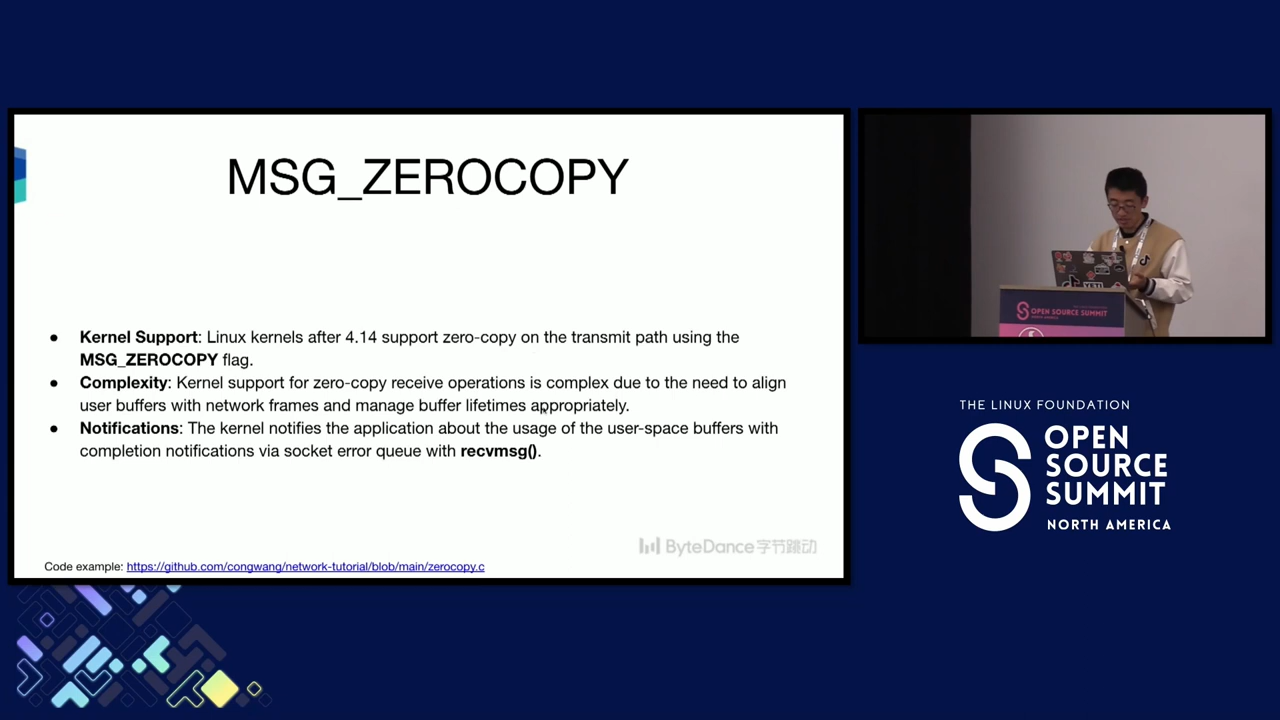 MSG_ZEROCOPY
● Kernel Support: Linux kernels after 4.14 support zero-copy on the transmit path using the
MSG_ZEROCOPY flag.
● Complexity: Kernel support for zero-copy receive operations is complex due to the need to align
user buffers with network frames and manage buffer lifetimes appropriately.
● Notifications: The kernel notifies the application about the usage of the user-space buffers with
completion notifications via socket error queue with recvmsg().
ByteDance字节跳动
Code example: https://github.com/congwang/network-tutorial/blob/main/zerocopy.c
YETI
OPEN SOURCE SUMMIT
THE LINUX FOUNDATION
OPEN
SOURCE
SUMMIT
NORTH AMERICA